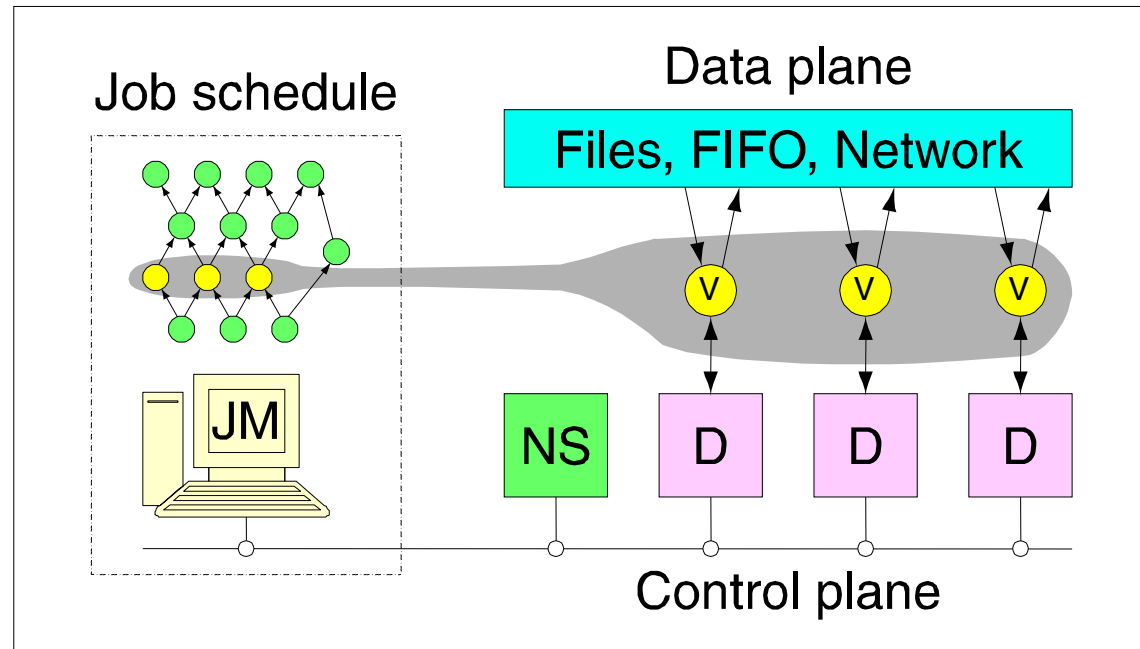 Data plane
Job schedule
Files, FIFO, Network
V V V
JM
NS D D D
Control plane